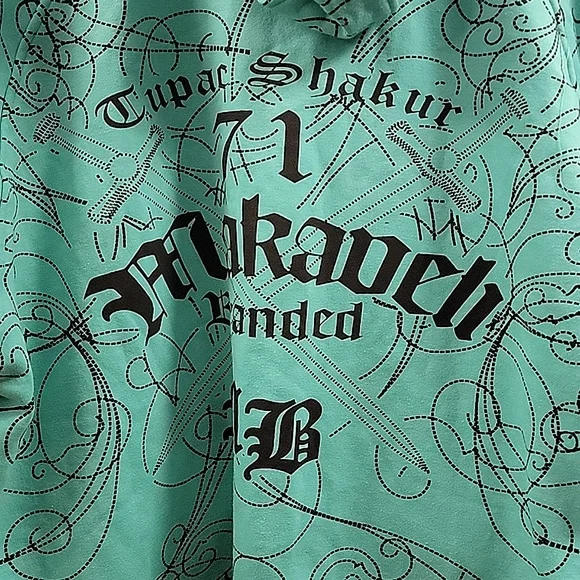 Tupac Shakur
71
Makaveli
Branded
MB